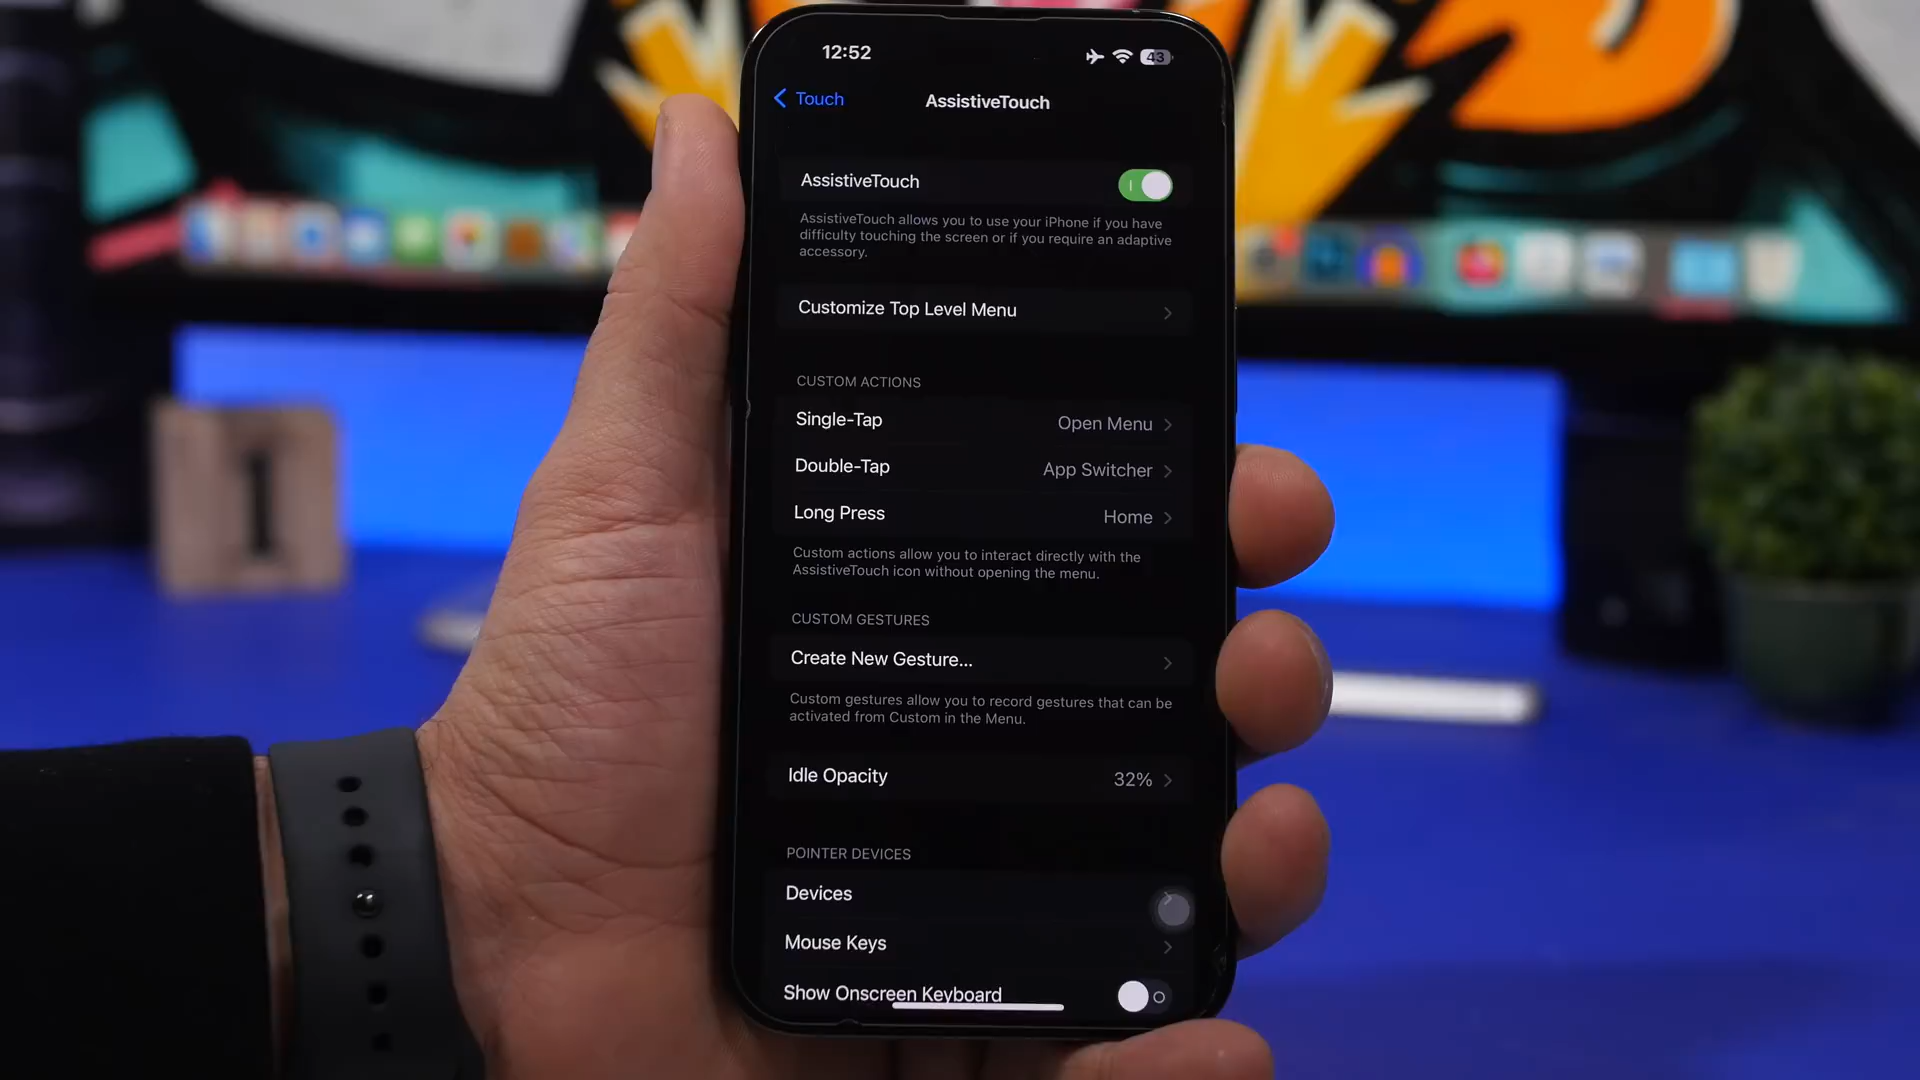 12:52
43
Touch
AssistiveTouch
AssistiveTouch
AssistiveTouch allows you to use your iPhone if you have
difficulty touching the screen or if you require an adaptive
accessory.
Customize Top Level Menu
CUSTOM ACTIONS
Single-Tap Open Menu
Double-Tap App Switcher
Long Press Home
Custom actions allow you to interact directly with the
AssistiveTouch icon without opening the menu.
CUSTOM GESTURES
Create New Gesture...
Custom gestures allow you to record gestures that can be
activated from Custom in the Menu.
Idle Opacity 32%
POINTER DEVICES
Devices
Mouse Keys
Show Onscreen Keyboard
1